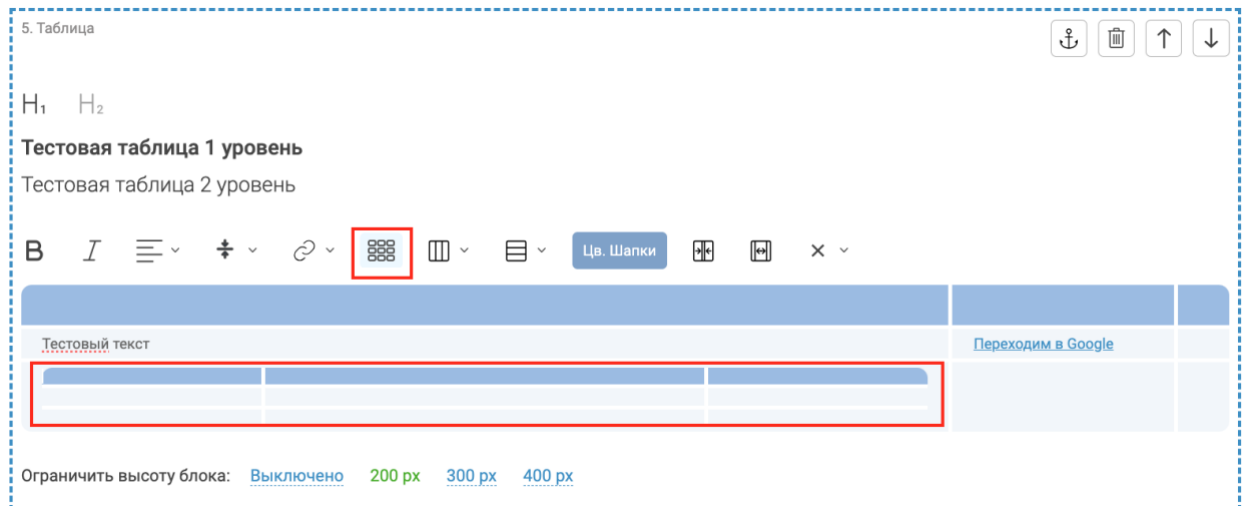 5. Таблица
H₁ H₂
Тестовая таблица 1 уровень
Тестовая таблица 2 уровень
B I Цв. Шапки
Тестовый текст Переходим в Google
Ограничить высоту блока: Выключено 200 px 300 px 400 px